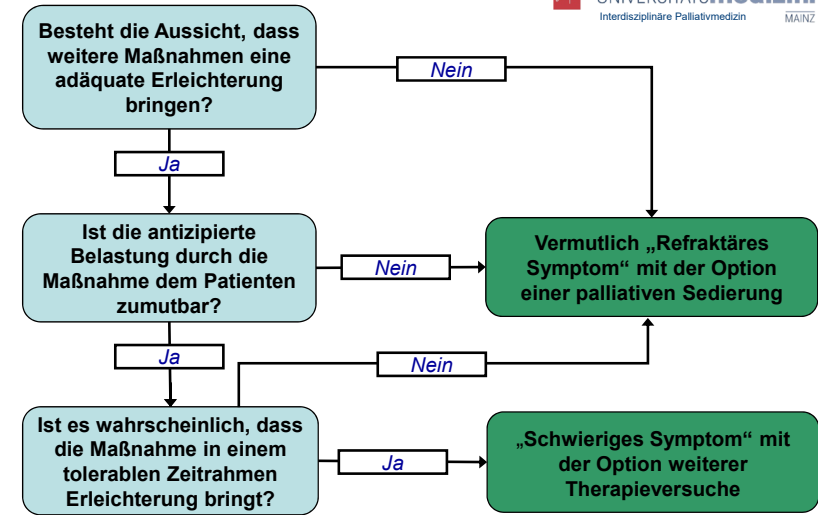 Interdisziplinäre Palliativmedizin
MAINZ
Besteht die Aussicht, dass
weitere Maßnahmen eine
adäquate Erleichterung
bringen?
Nein
Ja
Ist die antizipierte
Belastung durch die
Maßnahme dem Patienten
zumutbar?
Nein
Vermutlich „Refraktäres
Symptom“ mit der Option
einer palliativen Sedierung
Ja
Nein
Ist es wahrscheinlich, dass
die Maßnahme in einem
tolerablen Zeitrahmen
Erleichterung bringt?
Ja
„Schwieriges Symptom“ mit
der Option weiterer
Therapieversuche